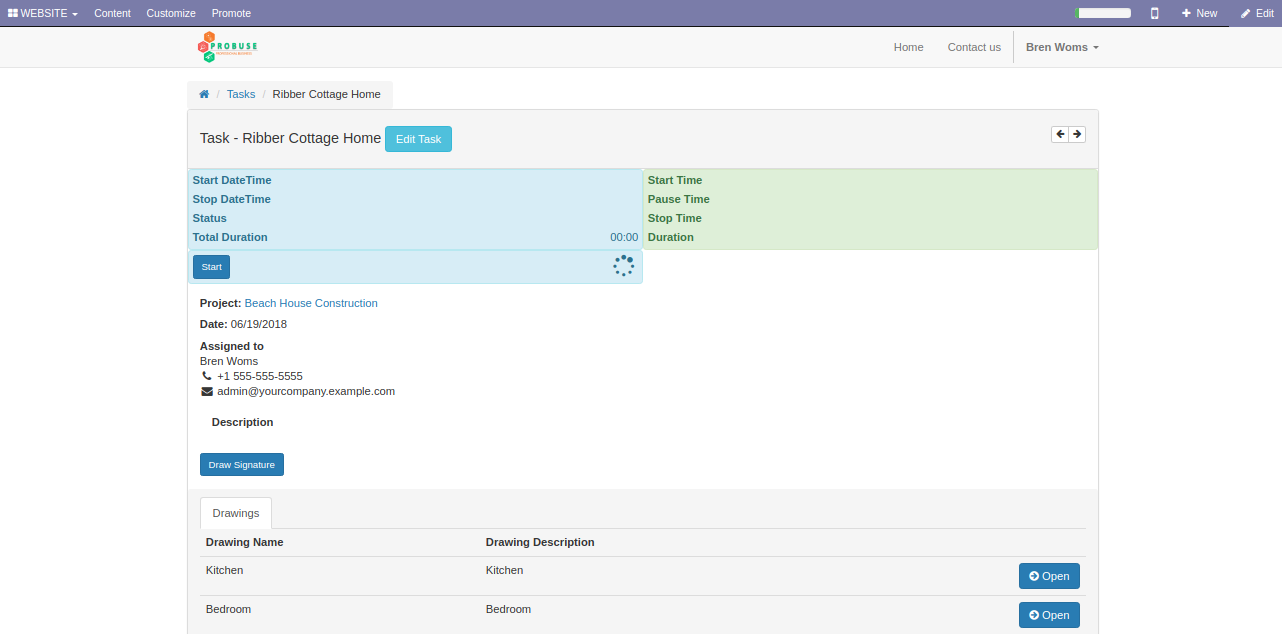 WEBSITE Content Customize Promote New Edit
PROBUSE Home Contact us Bren Woms
/ Tasks / Ribber Cottage Home
Task - Ribber Cottage Home Edit Task
Start DateTime
Stop DateTime
Status
Total Duration 00:00
Start Time
Pause Time
Stop Time
Duration
Start
Project: Beach House Construction
Date: 06/19/2018
Assigned to
Bren Woms
+1 555-555-5555
admin@yourcompany.example.com
Description
Draw Signature
Drawings
Drawing Name Drawing Description
Kitchen Kitchen Open
Bedroom Bedroom Open